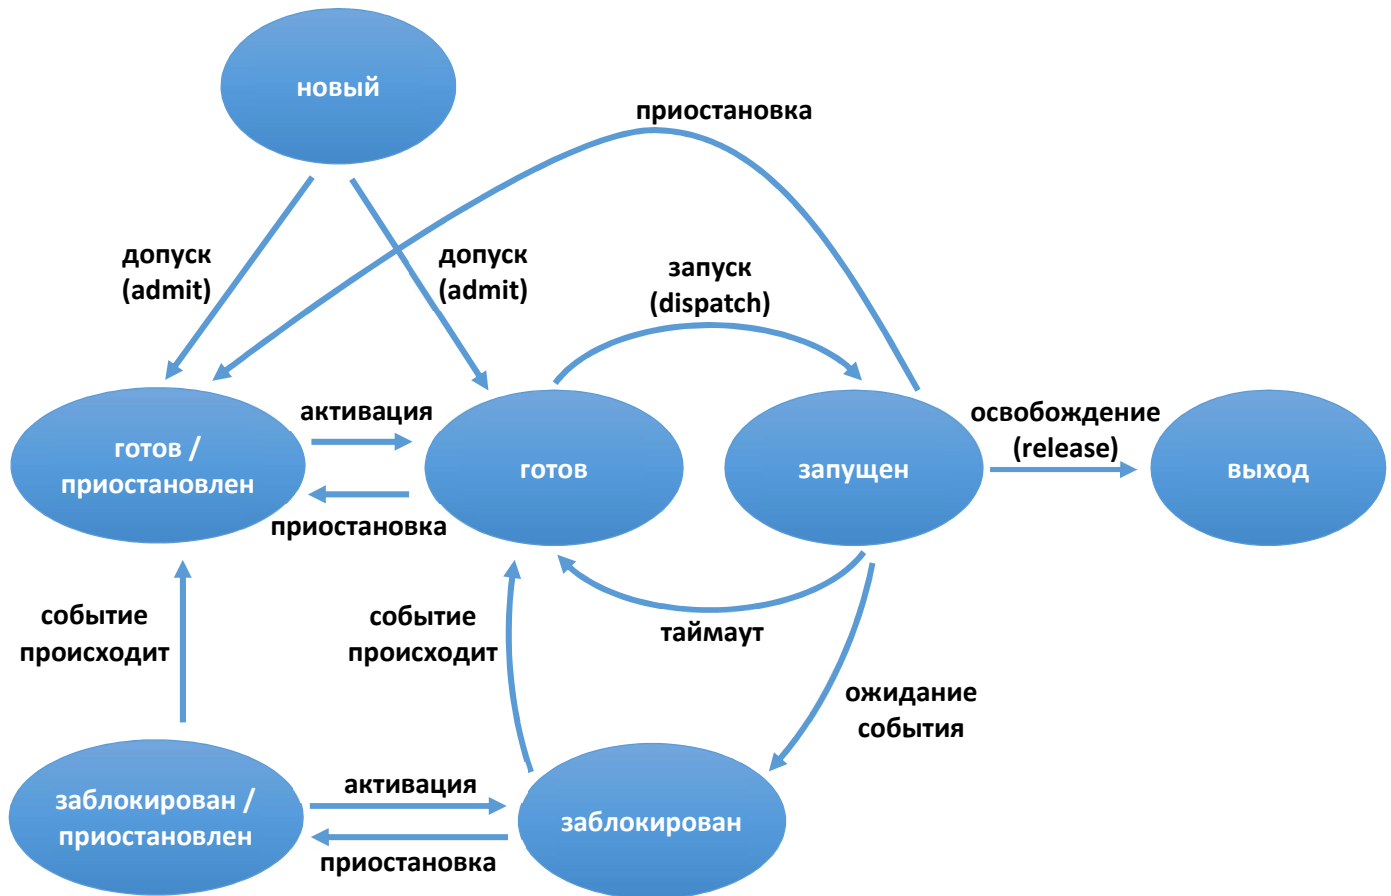 новый
приостановка
допуск
(admit)
допуск
(admit)
запуск
(dispatch)
готов /
приостановлен
активация
приостановка
готов
запущен
освобождение
(release)
выход
событие
происходит
событие
происходит
таймаут
ожидание
события
заблокирован /
приостановлен
активация
приостановка
заблокирован